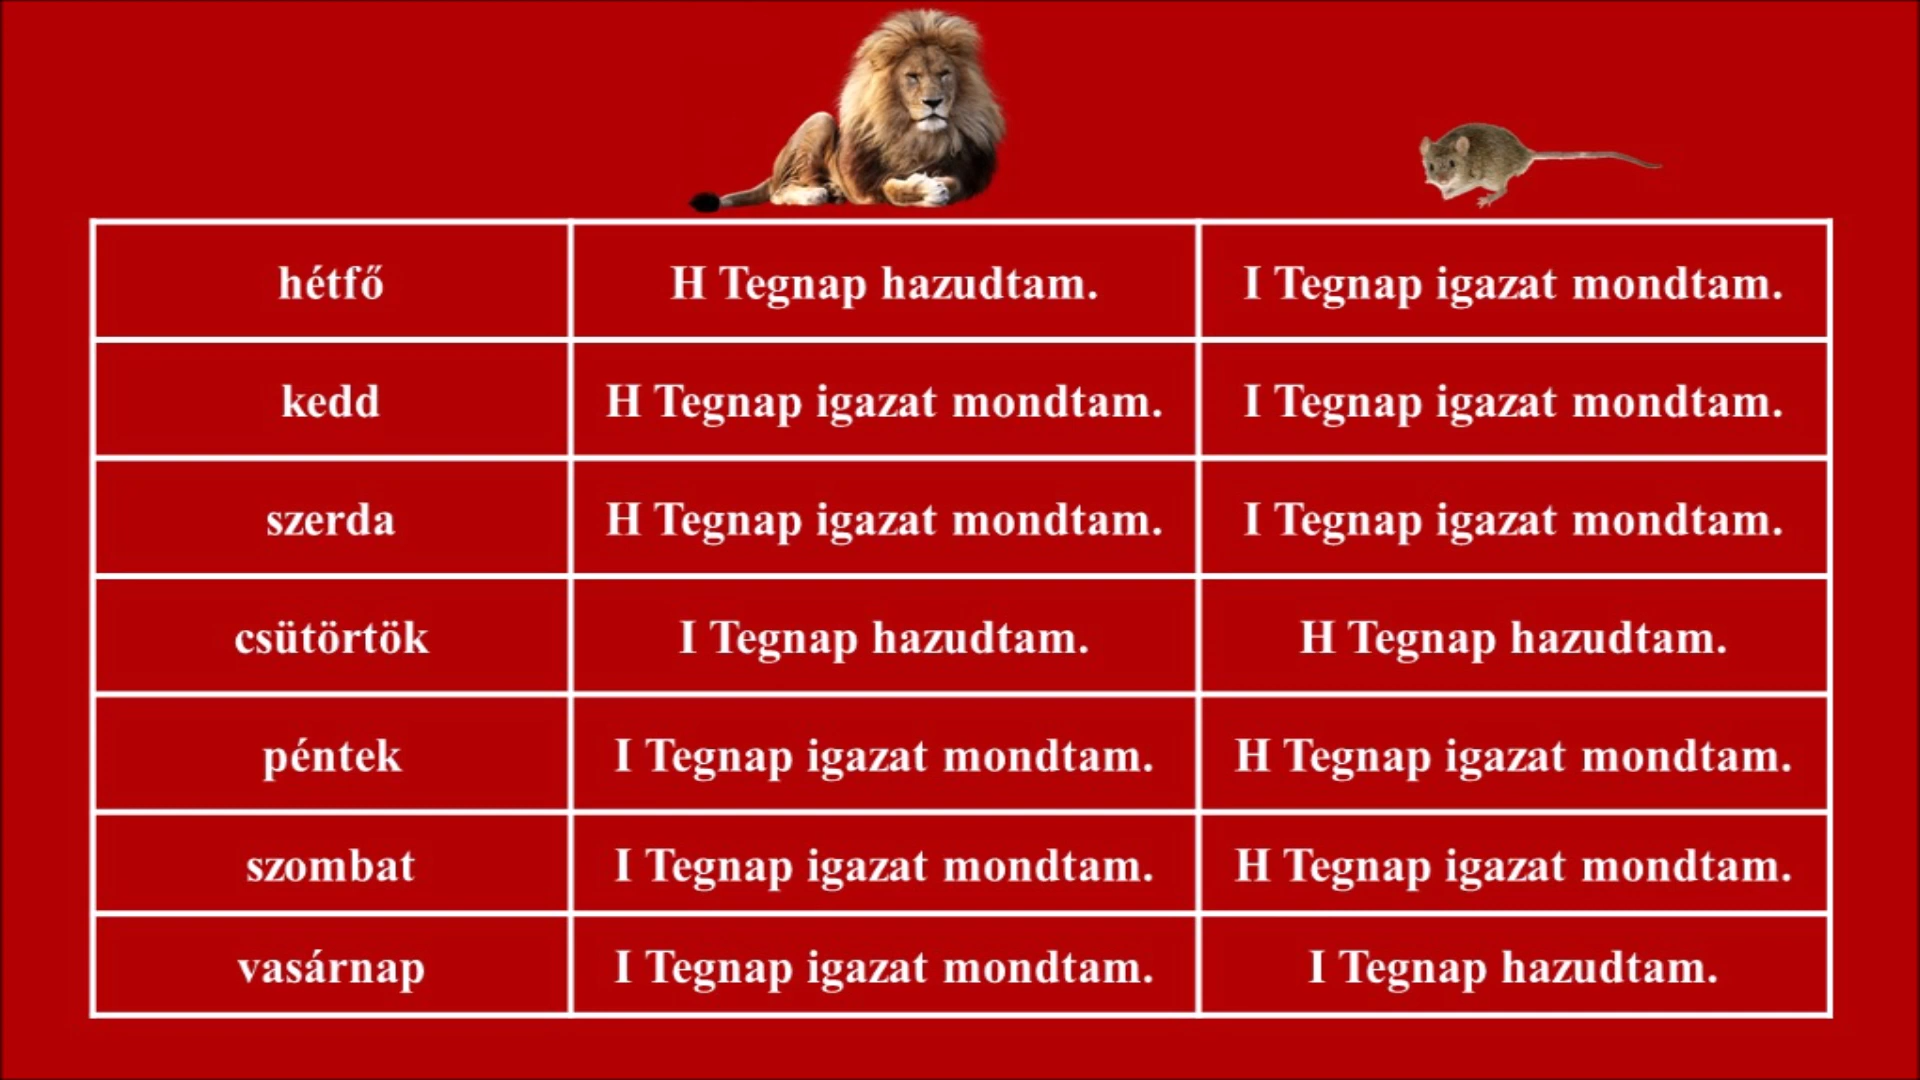 hétfő H Tegnap hazudtam. I Tegnap igazat mondtam.
kedd H Tegnap igazat mondtam. I Tegnap igazat mondtam.
szerda H Tegnap igazat mondtam. I Tegnap igazat mondtam.
csütörtök I Tegnap hazudtam. H Tegnap hazudtam.
péntek I Tegnap igazat mondtam. H Tegnap igazat mondtam.
szombat I Tegnap igazat mondtam. H Tegnap igazat mondtam.
vasárnap I Tegnap igazat mondtam. I Tegnap hazudtam.